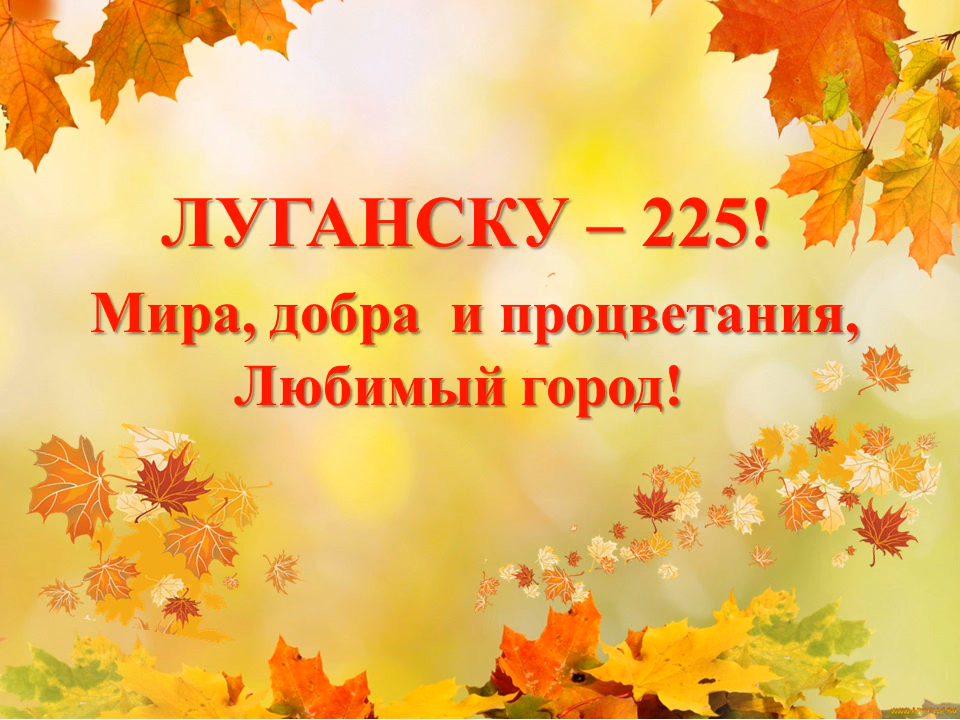 ЛУГАНСКУ – 225!
Мира, добра и процветания,
Любимый город!